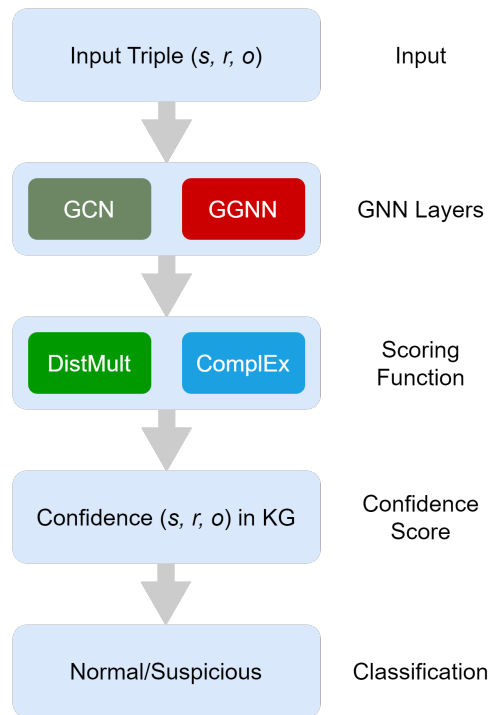 Input Triple (s, r, o)
Input
GCN
GGNN
GNN Layers
DistMult
ComplEx
Scoring
Function
Confidence (s, r, o) in KG
Confidence
Score
Normal/Suspicious
Classification